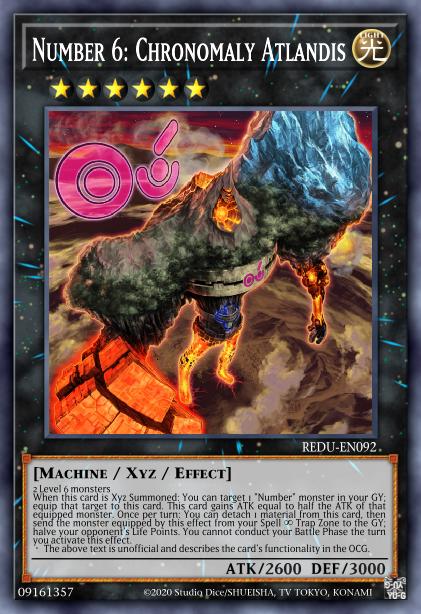 Number 6: Chronomaly Atlandis
LIGHT
光
REDU-EN092
[Machine / Xyz / Effect]
2 Level 6 monsters
When this card is Xyz Summoned: You can target 1 "Number" monster in your GY;
equip that target to this card. This card gains ATK equal to half the ATK of that
equipped monster. Once per turn: You can detach 1 material from this card, then
send the monster equipped by this effect from your Spell ∞ Trap Zone to the GY;
halve your opponent's Life Points. You cannot conduct your Battle Phase the turn
you activate this effect.
· The above text is unofficial and describes the card's functionality in the OCG.
ATK/2600 DEF/3000
09161357 ©2020 Studio Dice/SHUEISHA, TV TOKYO, KONAMI